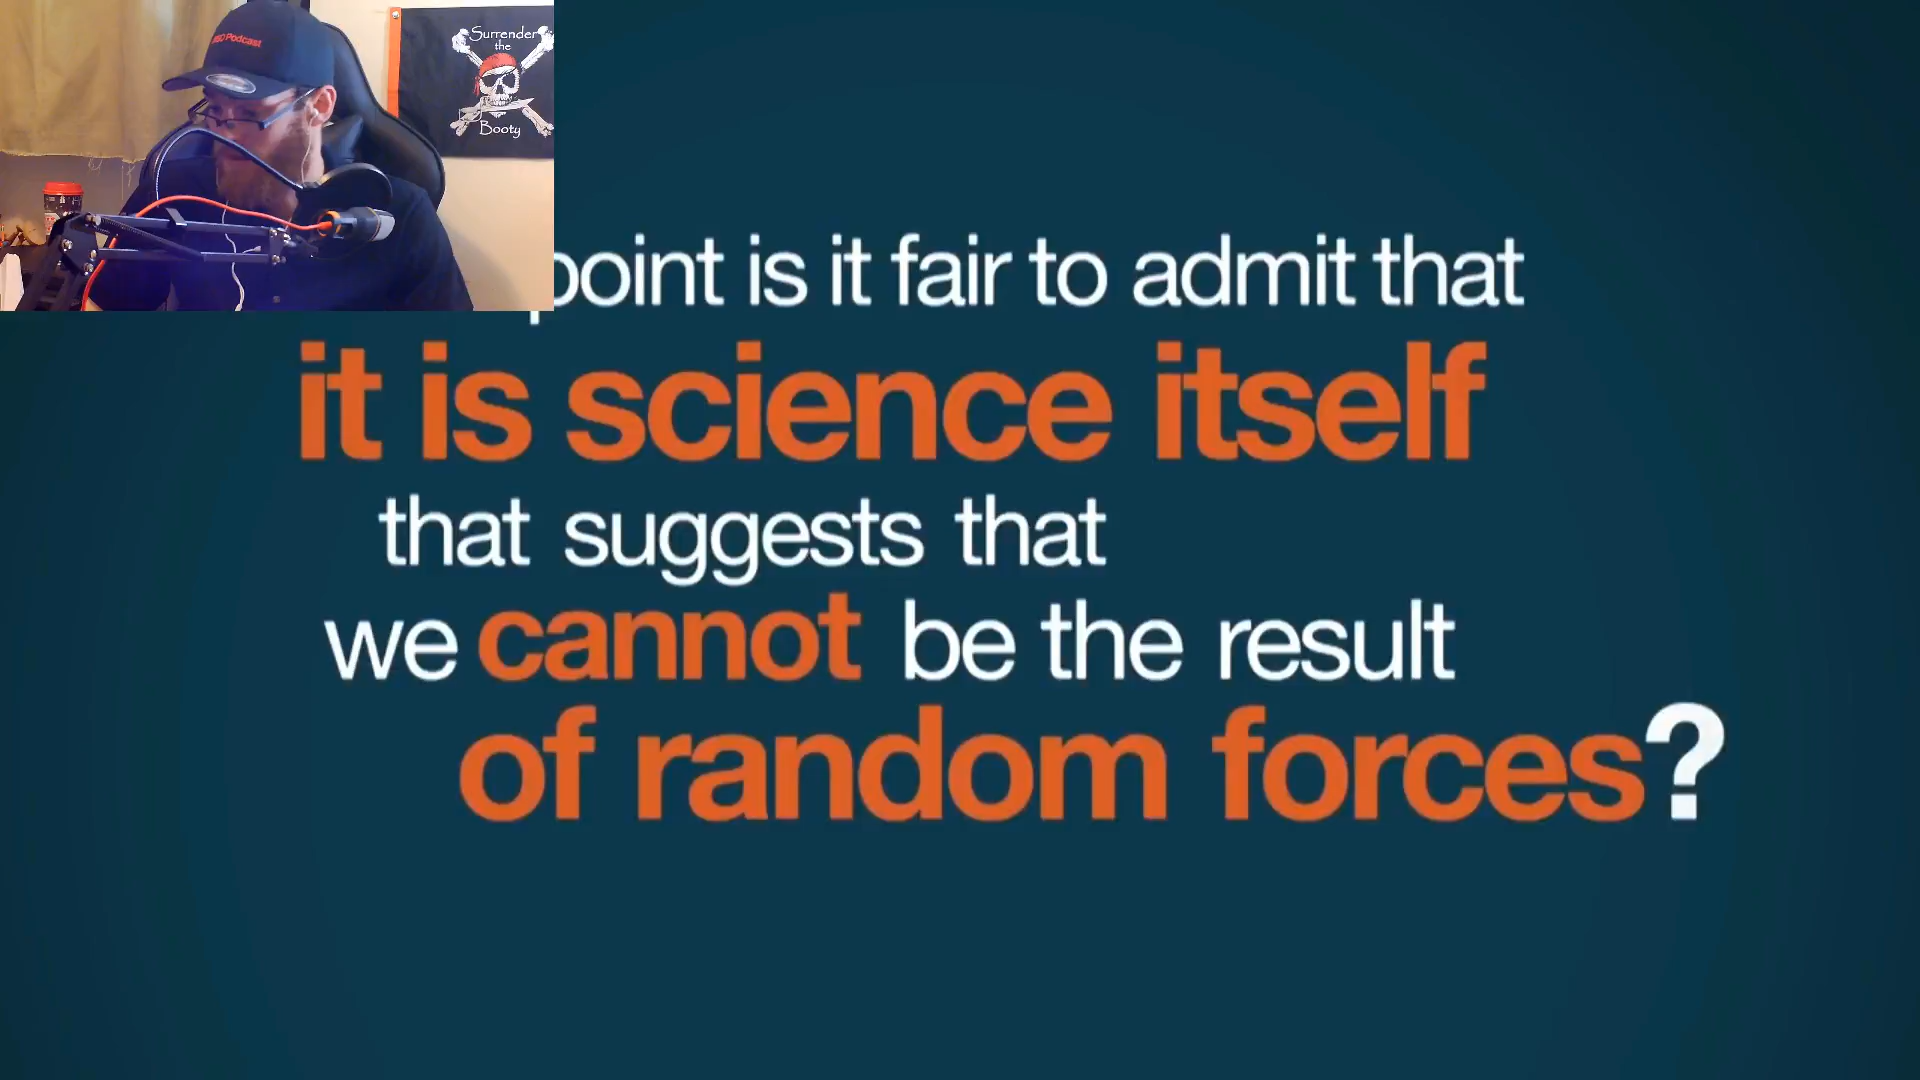 Podcast
Surrender
the
Booty
point is it fair to admit that
it is science itself
that suggests that
we cannot be the result
of random forces?